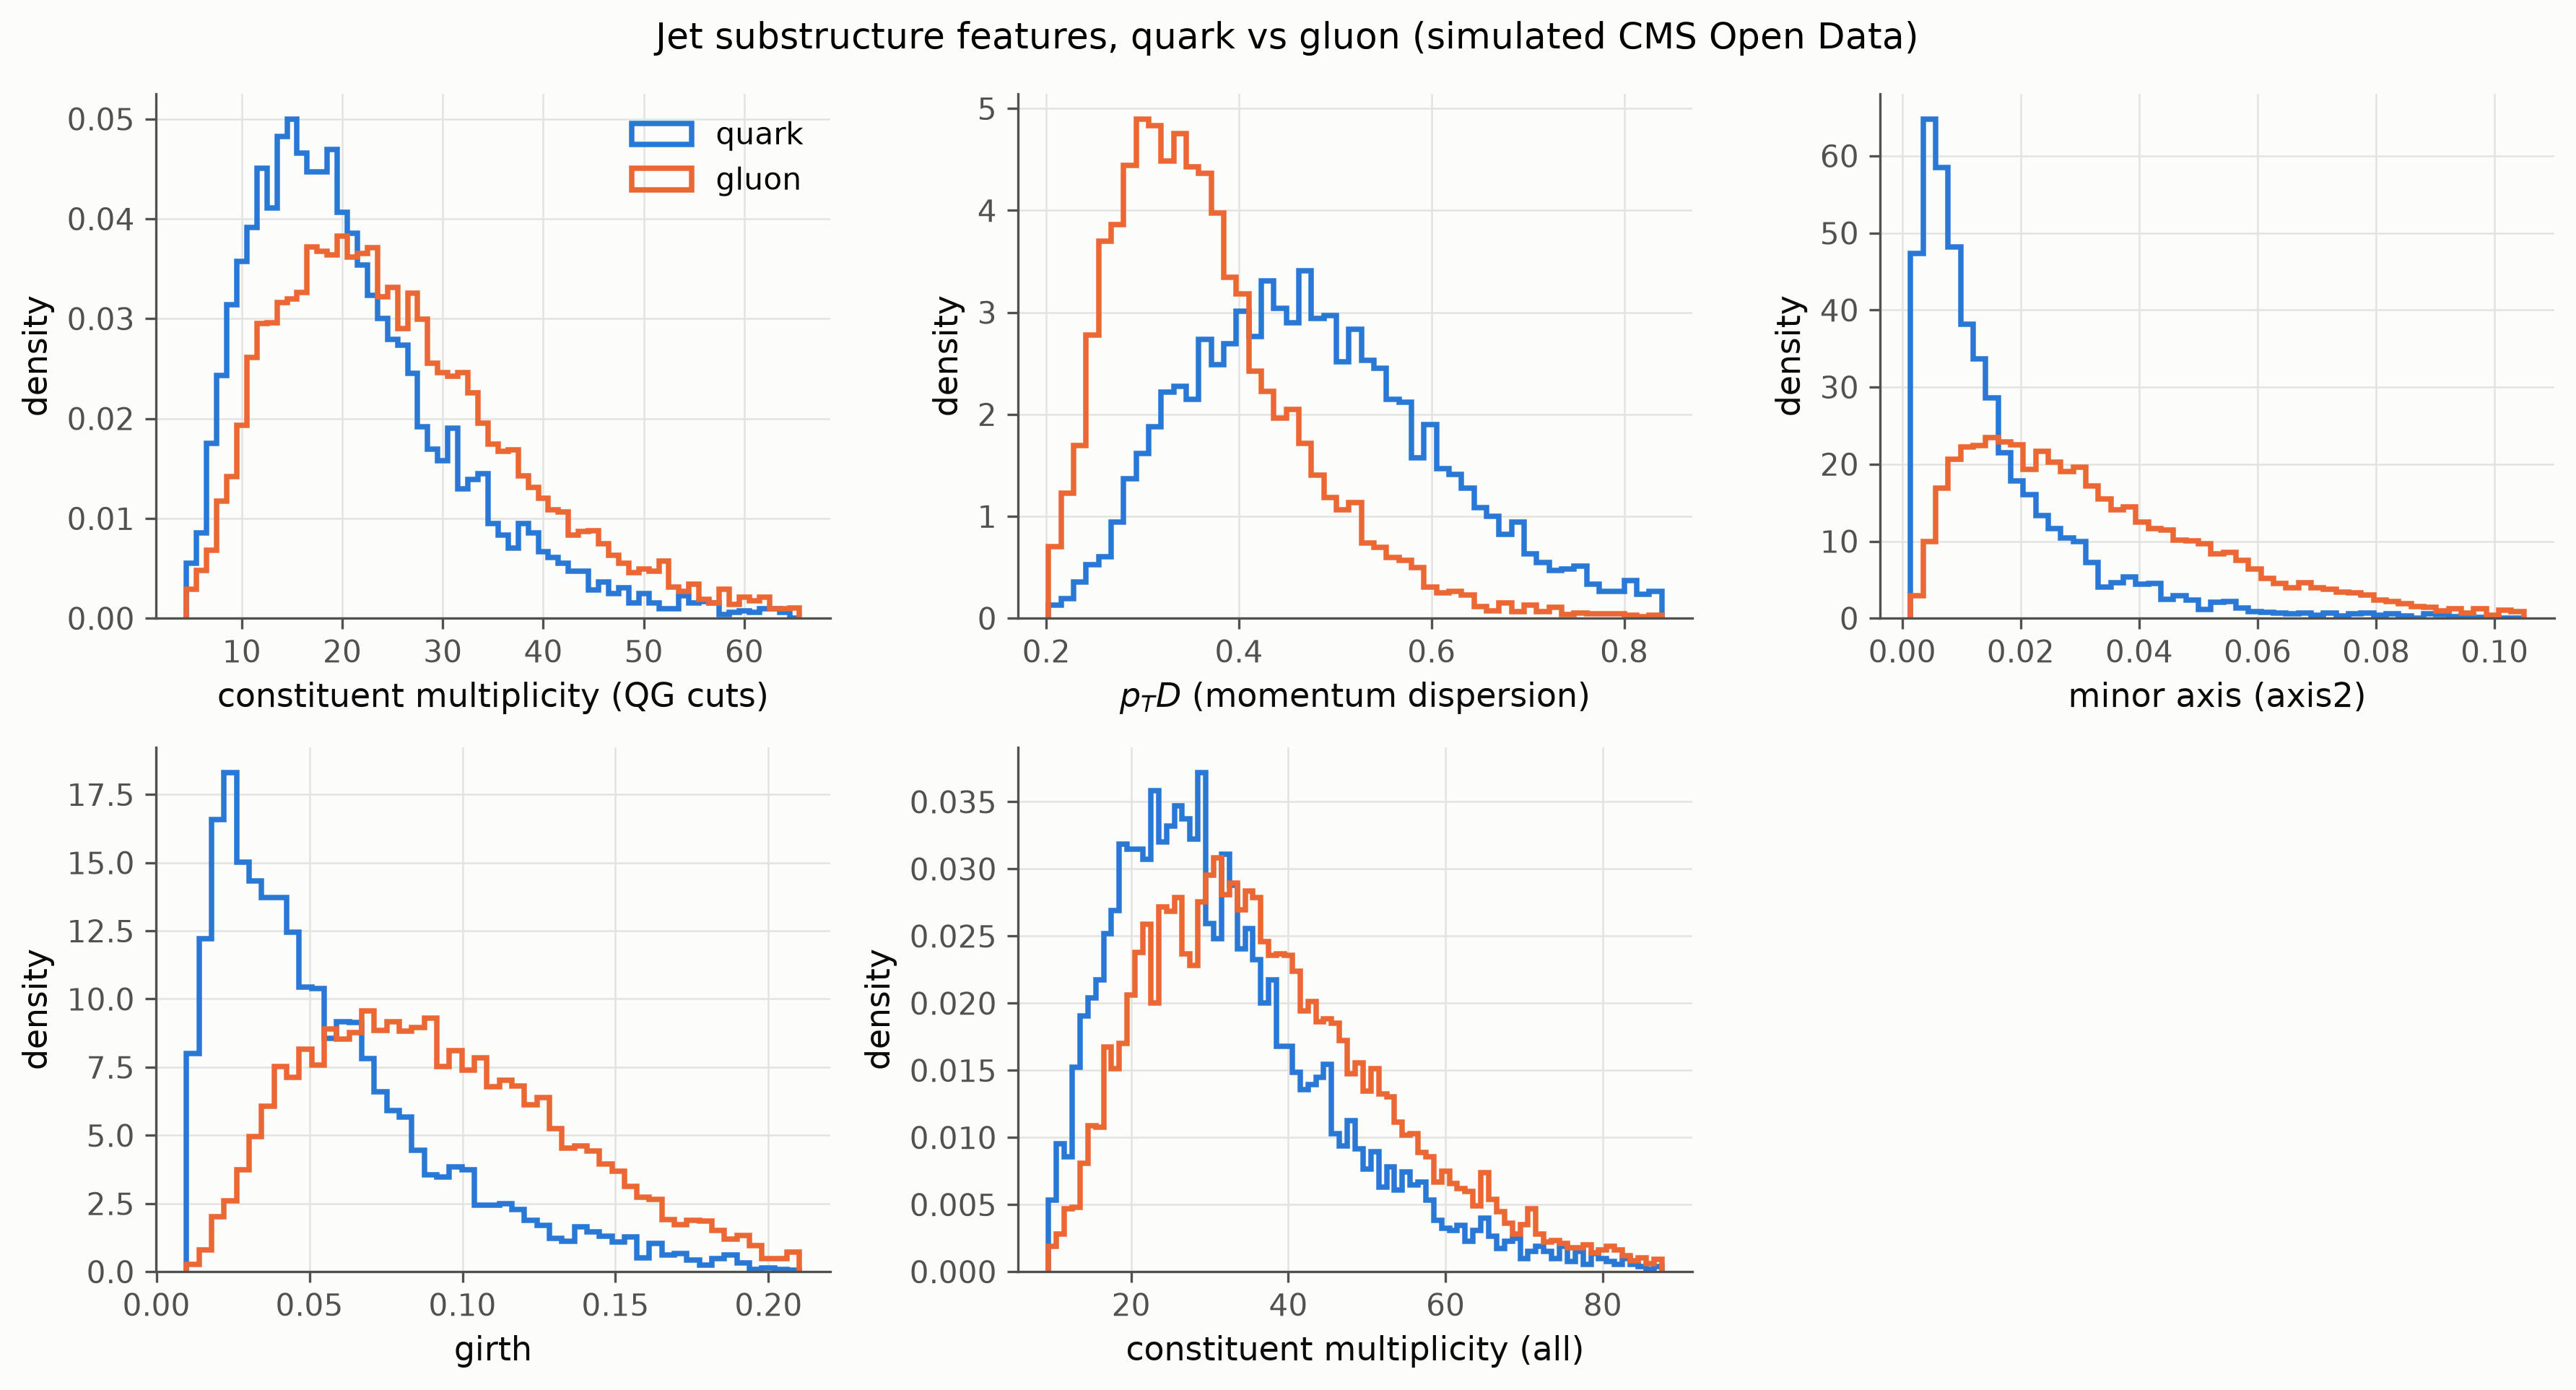 Jet substructure features, quark vs gluon (simulated CMS Open Data)
density
0.05
0.04
0.03
0.02
0.01
0.00
10 20 30 40 50 60
constituent multiplicity (QG cuts)
quark
gluon
density
5
4
3
2
1
0
0.2 0.4 0.6 0.8
p_T D (momentum dispersion)
density
60
50
40
30
20
10
0
0.00 0.02 0.04 0.06 0.08 0.10
minor axis (axis2)
density
17.5
15.0
12.5
10.0
7.5
5.0
2.5
0.0
0.00 0.05 0.10 0.15 0.20
girth
density
0.035
0.030
0.025
0.020
0.015
0.010
0.005
0.000
20 40 60 80
constituent multiplicity (all)